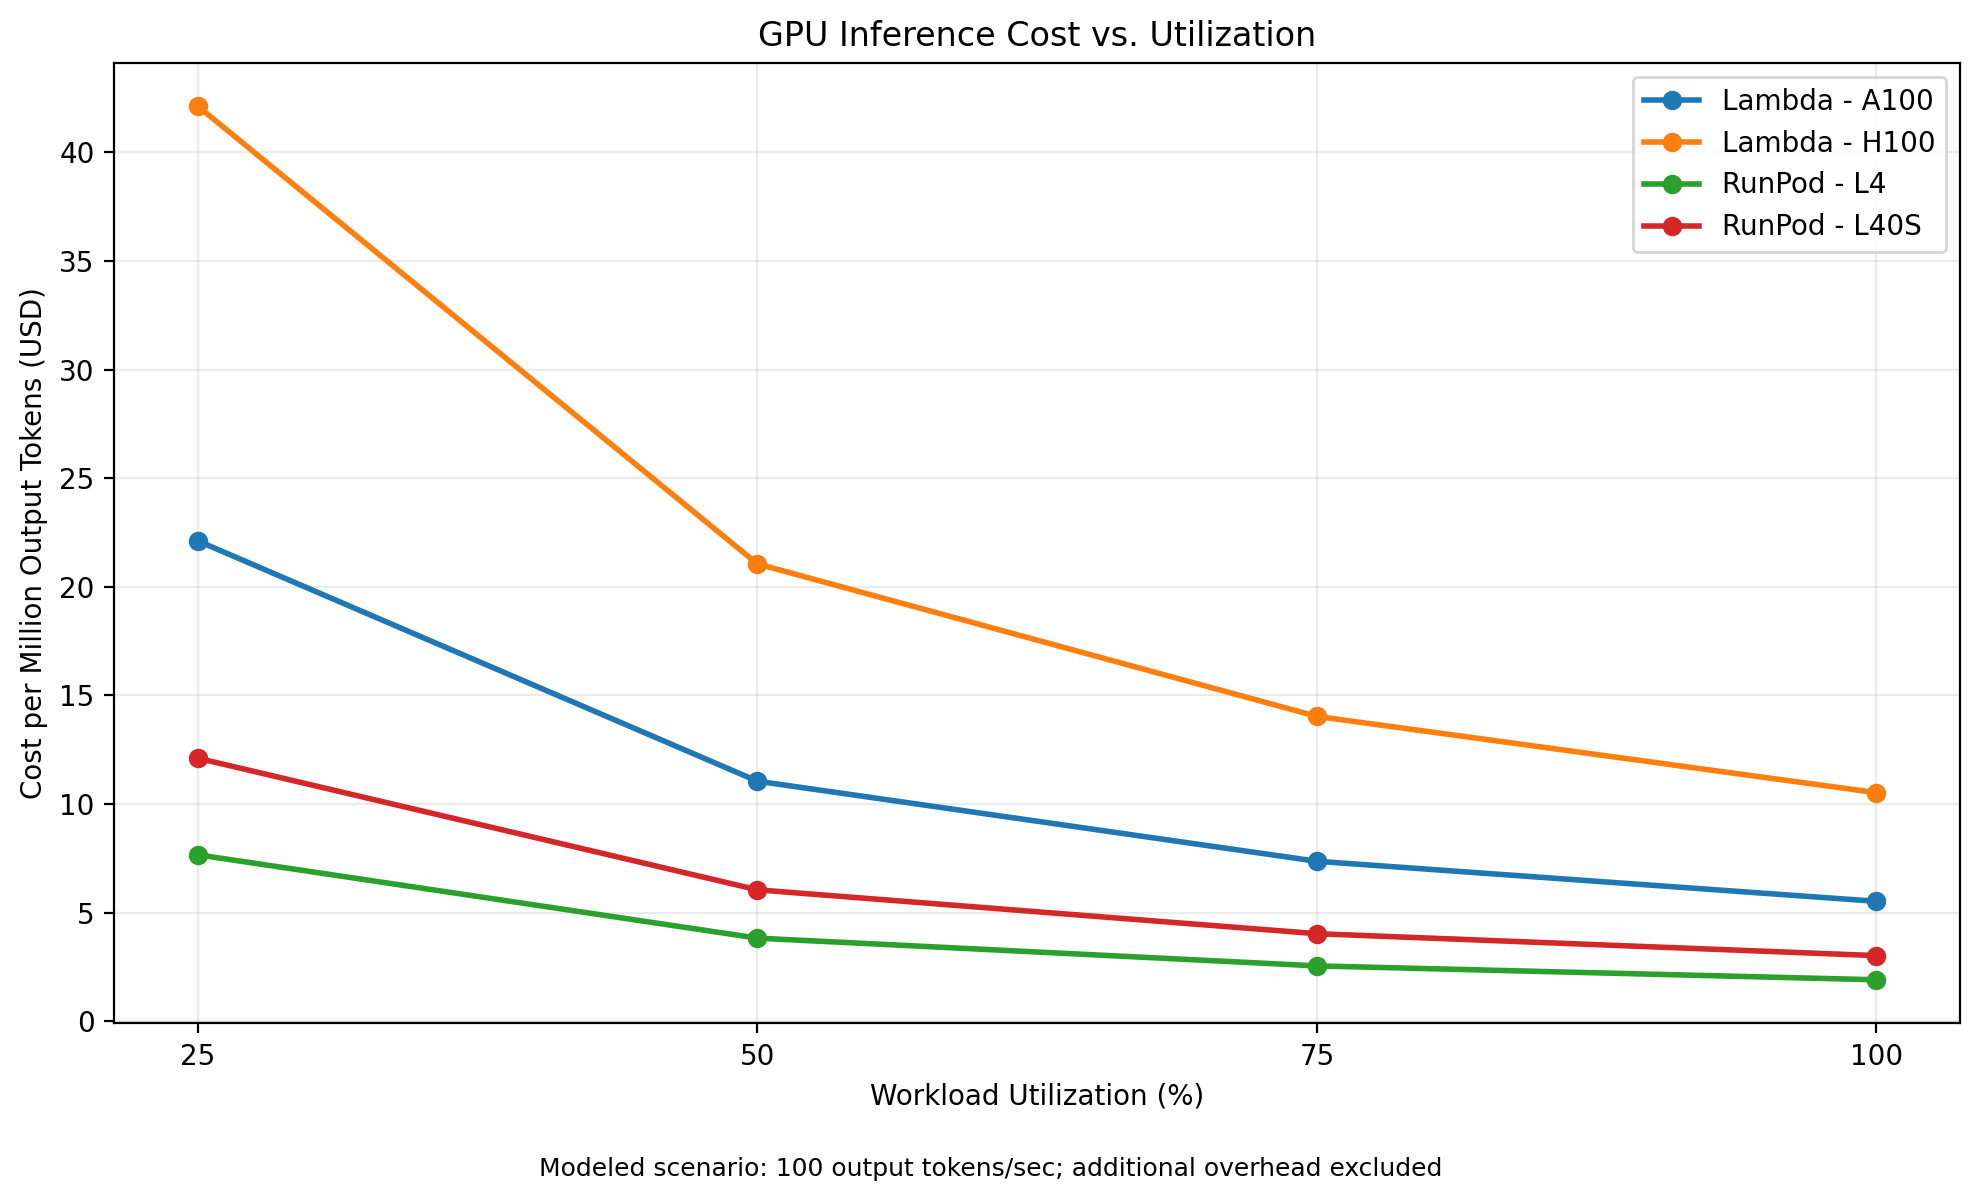 GPU Inference Cost vs. Utilization
Lambda - A100
Lambda - H100
RunPod - L4
RunPod - L40S
Cost per Million Output Tokens (USD)
40
35
30
25
20
15
10
5
0
25 50 75 100
Workload Utilization (%)
Modeled scenario: 100 output tokens/sec; additional overhead excluded